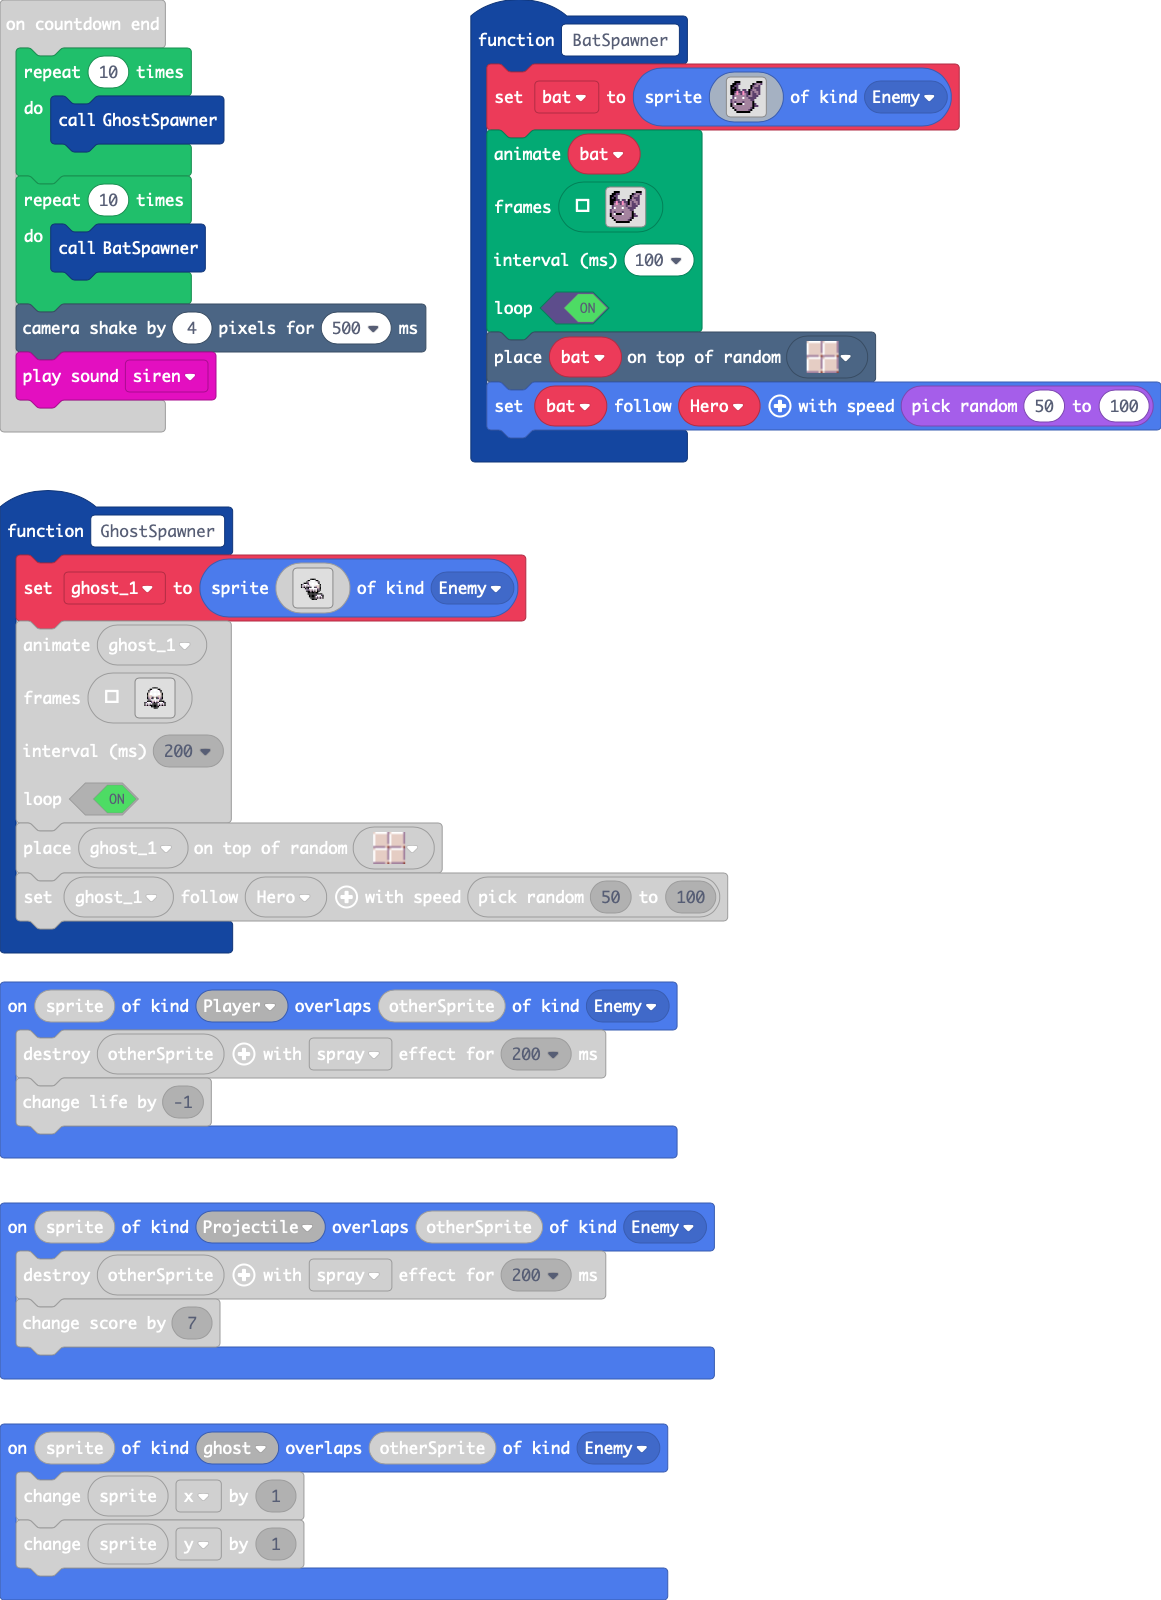 on countdown end
repeat 10 times
do call GhostSpawner
repeat 10 times
do call BatSpawner
camera shake by 4 pixels for 500 ms
play sound siren
function BatSpawner
set bat to sprite of kind Enemy
animate bat
frames
interval (ms) 100
loop ON
place bat on top of random
set bat follow Hero with speed pick random 50 to 100
function GhostSpawner
set ghost_1 to sprite of kind Enemy
animate ghost_1
frames
interval (ms) 200
loop ON
place ghost_1 on top of random
set ghost_1 follow Hero with speed pick random 50 to 100
on sprite of kind Player overlaps otherSprite of kind Enemy
destroy otherSprite with spray effect for 200 ms
change life by -1
on sprite of kind Projectile overlaps otherSprite of kind Enemy
destroy otherSprite with spray effect for 200 ms
change score by 7
on sprite of kind ghost overlaps otherSprite of kind Enemy
change sprite x by 1
change sprite y by 1